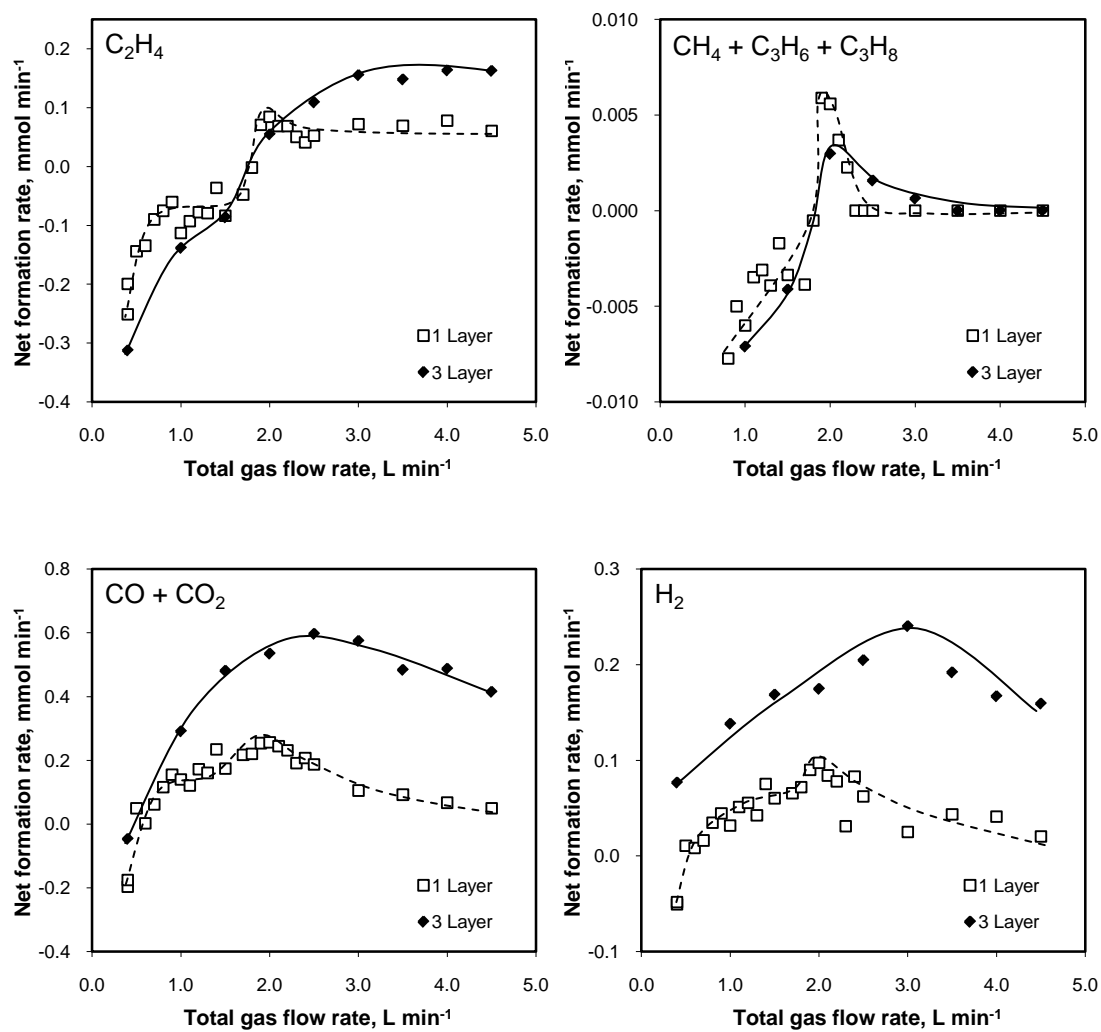 C₂H₄
Net formation rate, mmol min⁻¹
0.2
0.1
0.0
-0.1
-0.2
-0.3
-0.4
1 Layer
3 Layer
0.0 1.0 2.0 3.0 4.0 5.0
Total gas flow rate, L min⁻¹
CH₄ + C₃H₆ + C₃H₈
Net formation rate, mmol min⁻¹
0.010
0.005
0.000
-0.005
-0.010
1 Layer
3 Layer
0.0 1.0 2.0 3.0 4.0 5.0
Total gas flow rate, L min⁻¹
CO + CO₂
Net formation rate, mmol min⁻¹
0.8
0.6
0.4
0.2
0.0
-0.2
-0.4
1 Layer
3 Layer
0.0 1.0 2.0 3.0 4.0 5.0
Total gas flow rate, L min⁻¹
H₂
Net formation rate, mmol min⁻¹
0.3
0.2
0.1
0.0
-0.1
1 Layer
3 Layer
0.0 1.0 2.0 3.0 4.0 5.0
Total gas flow rate, L min⁻¹